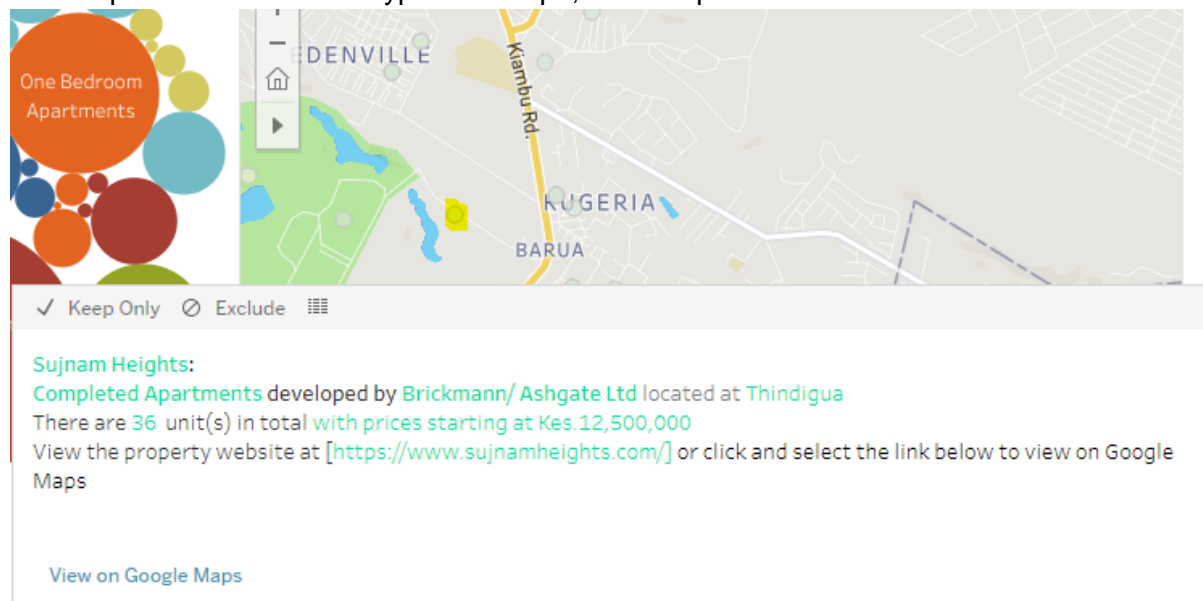 One Bedroom
Apartments
EDENVILLE
Kiambu Rd.
RUGERIA
BARUA
Keep Only Exclude
Sujnam Heights:
Completed Apartments developed by Brickmann/ Ashgate Ltd located at Thindigua
There are 36 unit(s) in total with prices starting at Kes.12,500,000
View the property website at [https://www.sujnamheights.com/] or click and select the link below to view on Google
Maps
View on Google Maps